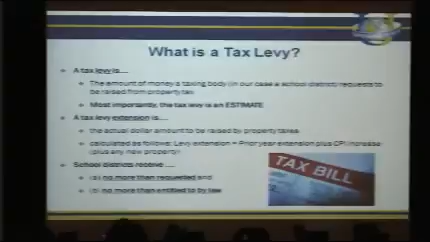 What is a Tax Levy?
A tax levy is....
The amount of money a taxing body (in our case a school district) requests to
be raised from property tax
Most importantly, the tax levy is an ESTIMATE
A tax levy extension is....
the actual dollar amount to be raised by property taxes
calculated as follows: Levy extension = Prior year extension plus CPI increase
(plus any new property)
School districts receive ....
(a) no more than requested and
(b) no more than entitled to by law
TAX BILL